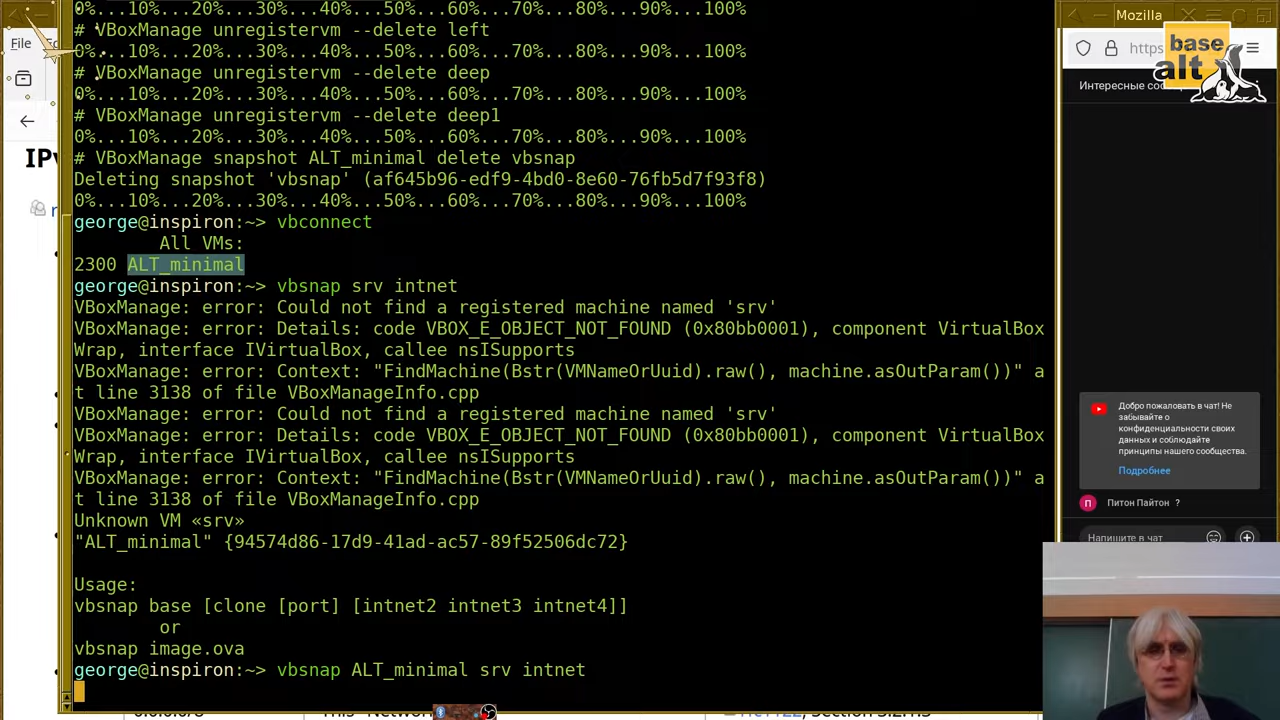 0%...10%...20%...30%...40%...50%...60%...70%...80%...90%...100%
# VBoxManage unregistervm --delete left
0%...10%...20%...30%...40%...50%...60%...70%...80%...90%...100%
# VBoxManage unregistervm --delete deep
0%...10%...20%...30%...40%...50%...60%...70%...80%...90%...100%
# VBoxManage unregistervm --delete deep1
0%...10%...20%...30%...40%...50%...60%...70%...80%...90%...100%
# VBoxManage snapshot ALT_minimal delete vbsnap
Deleting snapshot 'vbsnap' (af645b96-edf9-4bd0-8e60-76fb5d7f93f8)
0%...10%...20%...30%...40%...50%...60%...70%...80%...90%...100%
george@inspiron:~> vbconnect
All VMs:
2300 ALT_minimal
george@inspiron:~> vbsnap srv intnet
VBoxManage: error: Could not find a registered machine named 'srv'
VBoxManage: error: Details: code VBOX_E_OBJECT_NOT_FOUND (0x80bb0001), component VirtualBox
Wrap, interface IVirtualBox, callee nsISupports
VBoxManage: error: Context: "FindMachine(Bstr(VMNameOrUuid).raw(), machine.asOutParam())" a
t line 3138 of file VBoxManageInfo.cpp
VBoxManage: error: Could not find a registered machine named 'srv'
VBoxManage: error: Details: code VBOX_E_OBJECT_NOT_FOUND (0x80bb0001), component VirtualBox
Wrap, interface IVirtualBox, callee nsISupports
VBoxManage: error: Context: "FindMachine(Bstr(VMNameOrUuid).raw(), machine.asOutParam())" a
t line 3138 of file VBoxManageInfo.cpp
Unknown VM «srv»
"ALT_minimal" {94574d86-17d9-41ad-ac57-89f52506dc72}
Usage:
vbsnap base [clone [port] [intnet2 intnet3 intnet4]]
or
vbsnap image.ova
george@inspiron:~> vbsnap ALT_minimal srv intnet
File
IPv
Mozilla
https
base
alt
Интересные соо
Добро пожаловать в чат! Не
забывайте о
конфиденциальности своих
данных и соблюдайте
принципы нашего сообщества.
Подробнее
П
Питон Пайтон ?
Напишите в чат